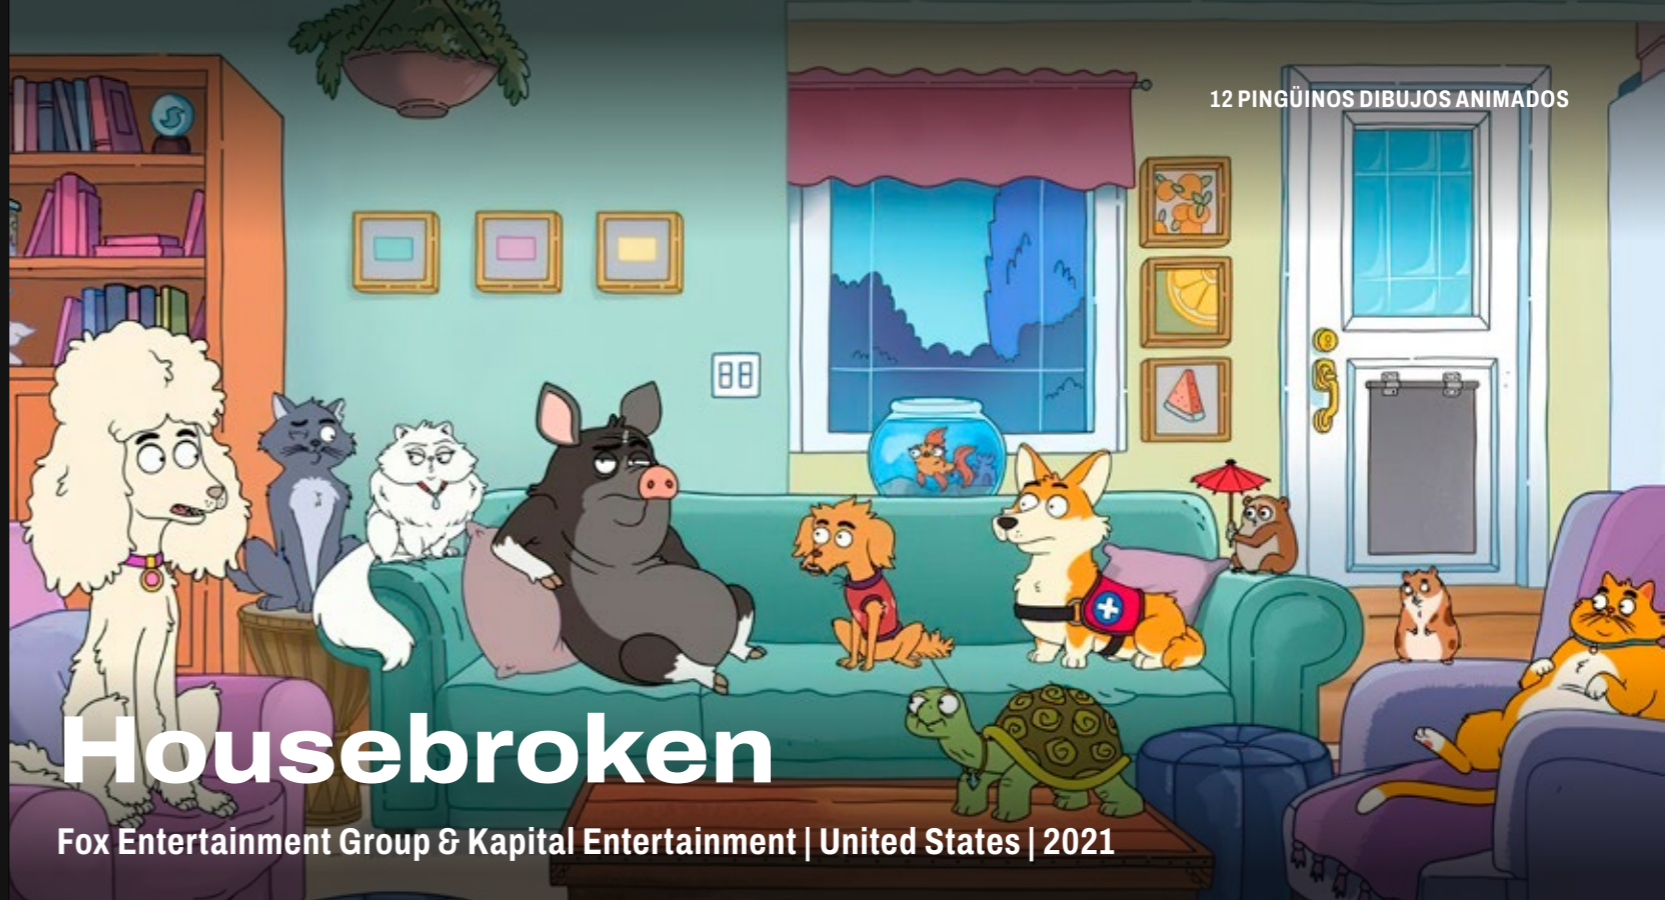 12 PINGÜINOS DIBUJOS ANIMADOS
Housebroken
Fox Entertainment Group & Kapital Entertainment | United States | 2021